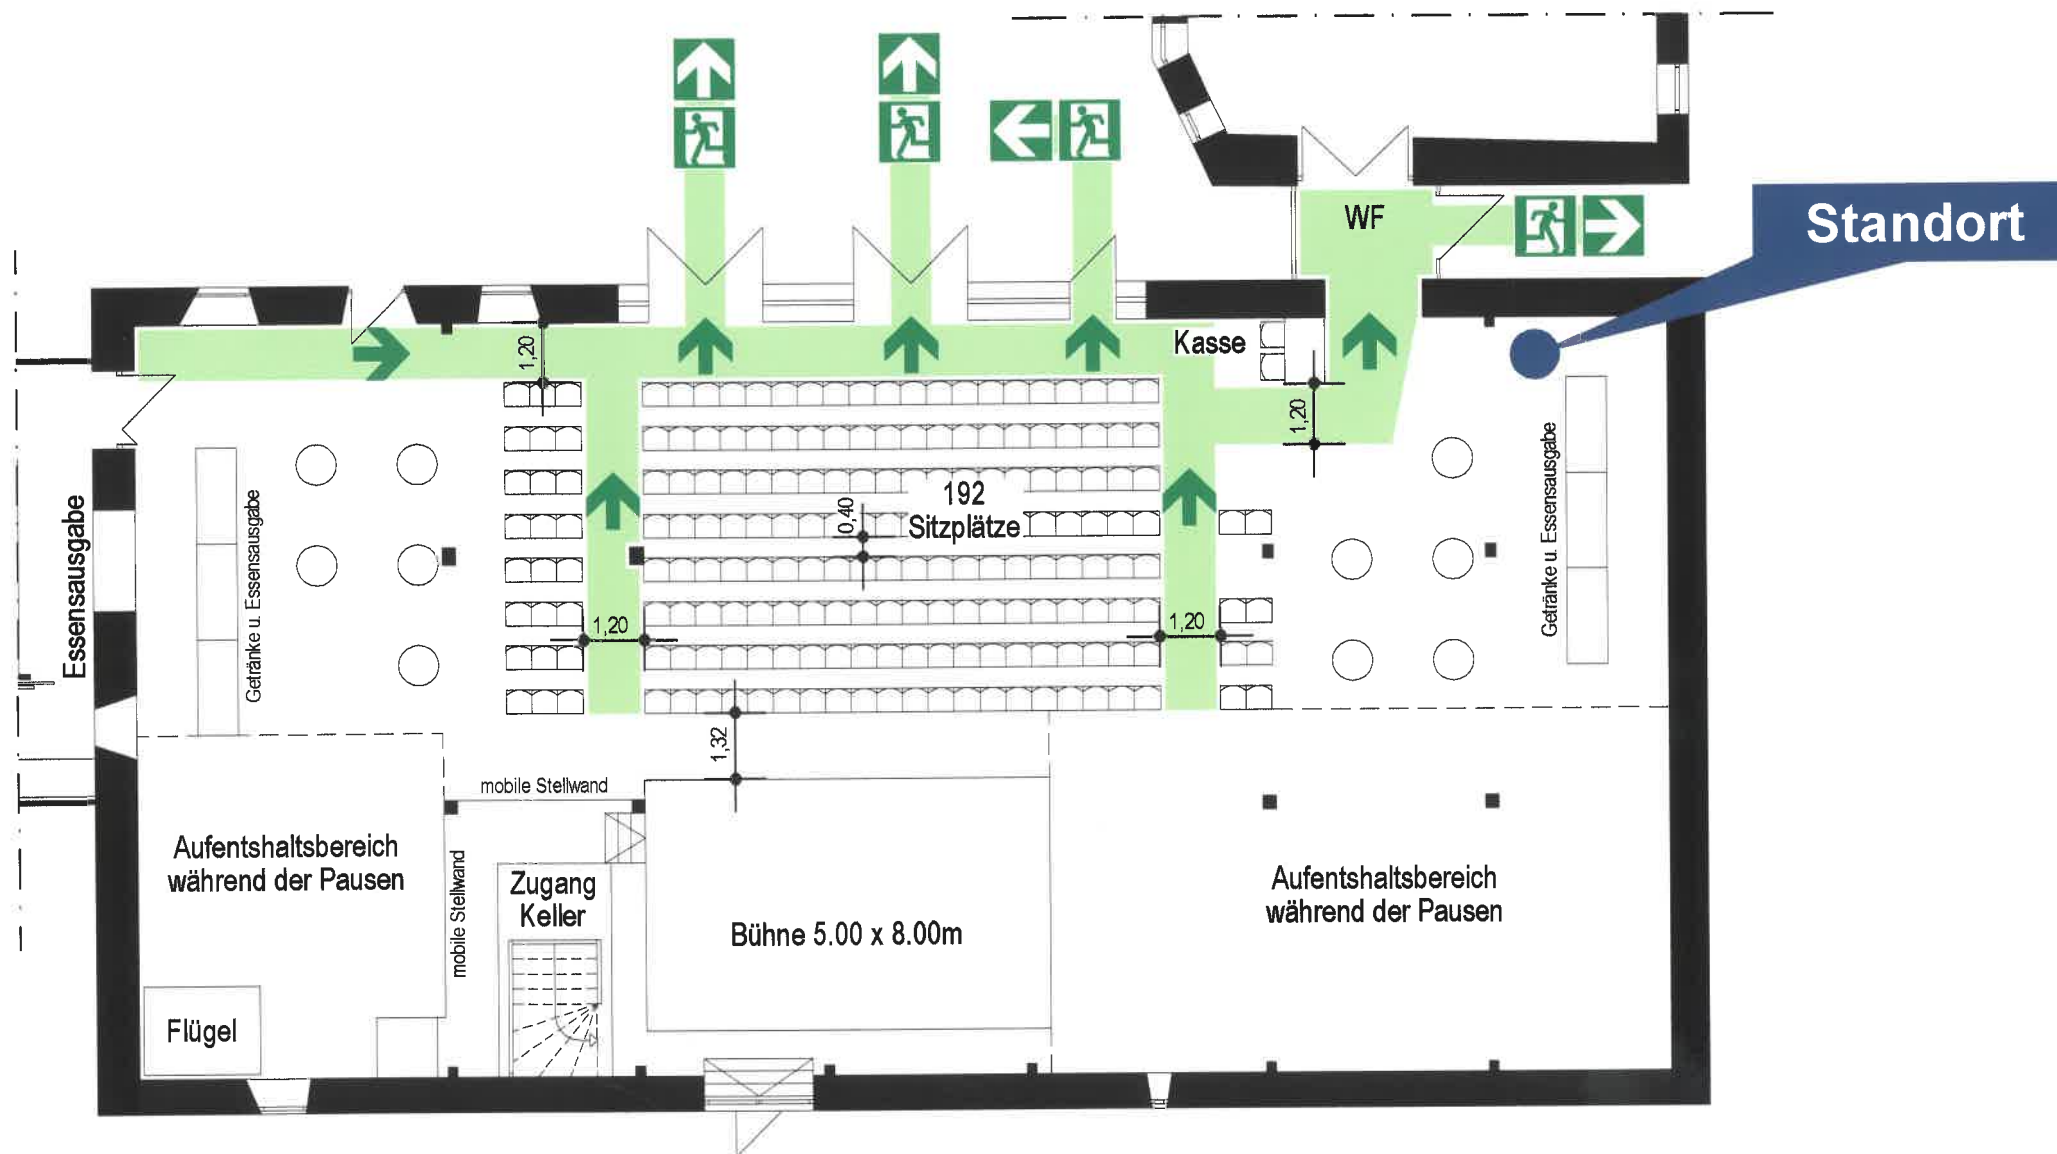 WF
Standort
1,20
Kasse
1,20
192
Sitzplätze
0,40
Essensausgabe
Getränke u. Essensausgabe
Getränke u. Essensausgabe
1,20
1,20
1,32
mobile Stellwand
Aufentshaltsbereich
während der Pausen
mobile Stellwand
Zugang
Keller
Bühne 5.00 x 8.00m
Aufentshaltsbereich
während der Pausen
Flügel